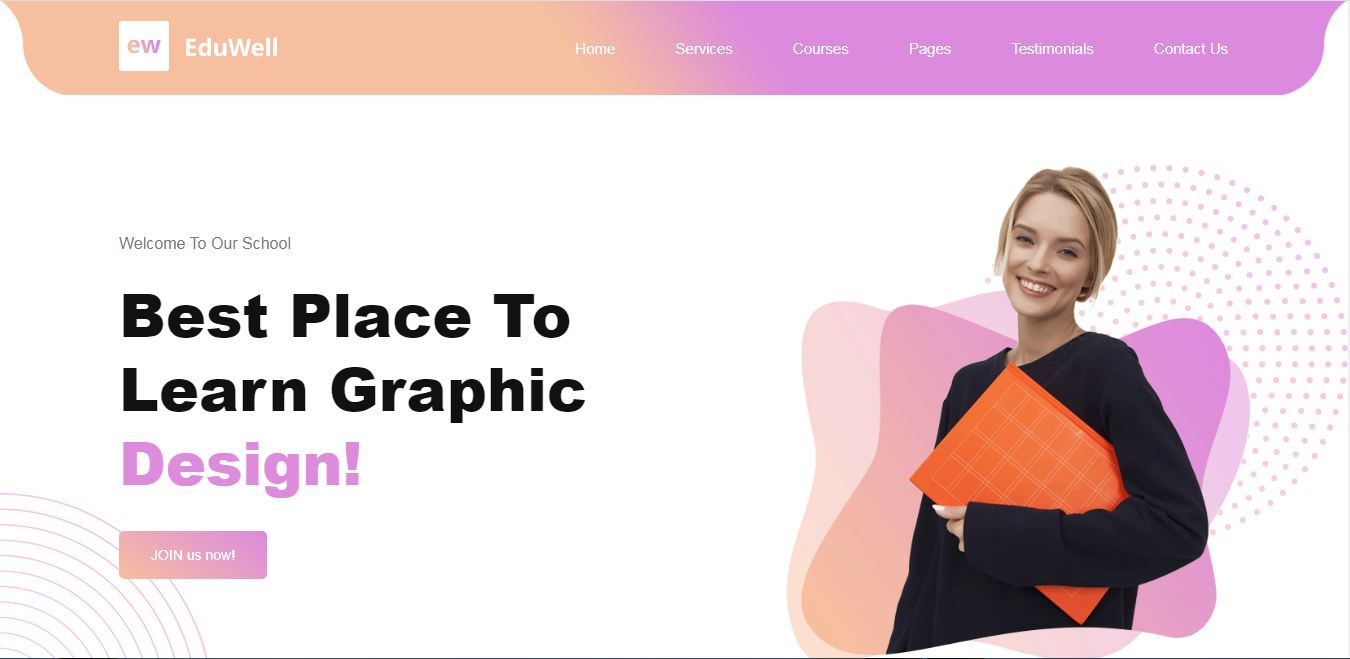 ew EduWell Home Services Courses Pages Testimonials Contact Us
Welcome To Our School
Best Place To
Learn Graphic
Design!
JOIN us now!